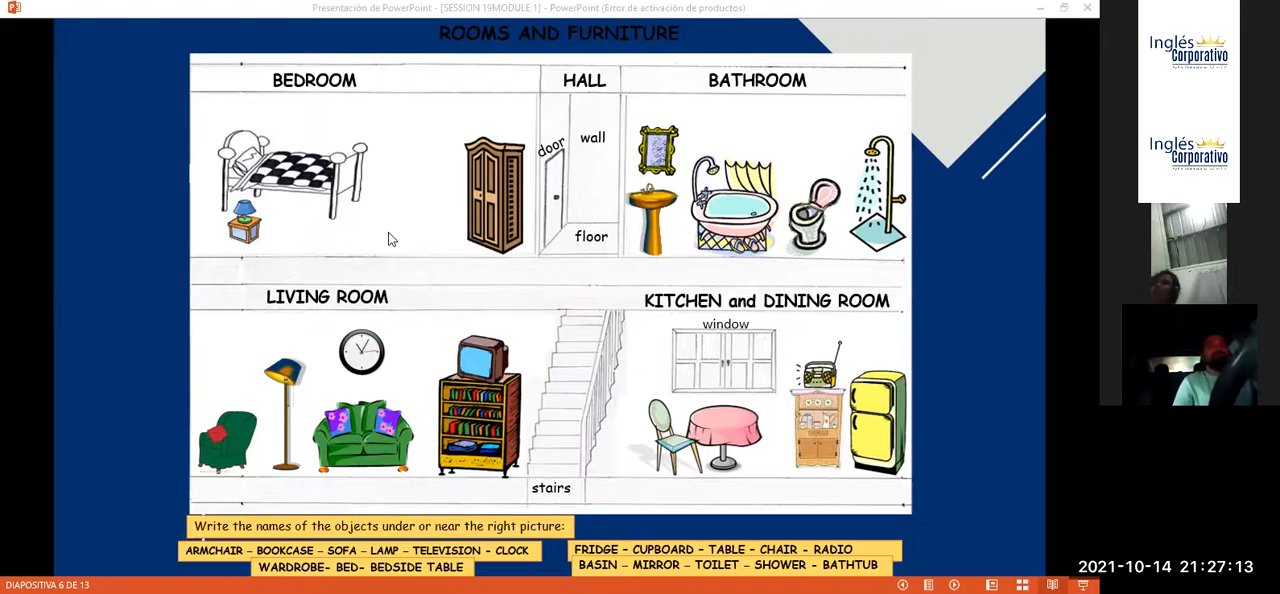 Presentación de PowerPoint - [SESSION 19MODULE 1] - PowerPoint (Error de activación de productos)
ROOMS AND FURNITURE
BEDROOM
HALL
BATHROOM
door
wall
floor
LIVING ROOM
KITCHEN and DINING ROOM
window
stairs
Write the names of the objects under or near the right picture:
ARMCHAIR – BOOKCASE – SOFA – LAMP – TELEVISION - CLOCK
WARDROBE- BED- BEDSIDE TABLE
FRIDGE - CUPBOARD - TABLE - CHAIR - RADIO
BASIN – MIRROR – TOILET – SHOWER - BATHTUB
DIAPOSITIVA 6 DE 13
Inglés
Corporativo
Inglés
Corporativo
2021-10-14 21:27:13